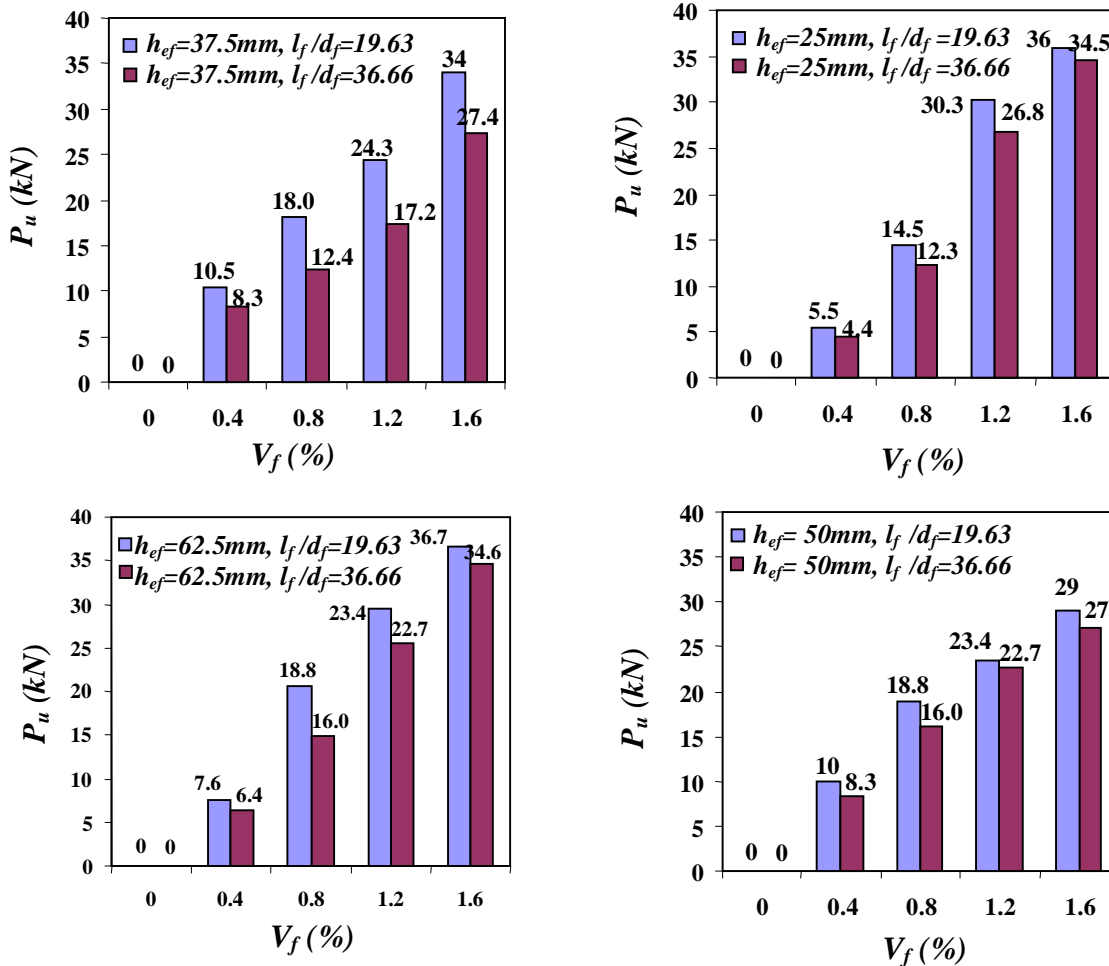 h_ef=37.5mm, l_f/d_f=19.63
h_ef=37.5mm, l_f/d_f=36.66
P_u (kN)
40
35
30
25
20
15
10
5
0
0 0
10.5 8.3
18.0 12.4
24.3 17.2
34 27.4
0 0.4 0.8 1.2 1.6
V_f (%)
h_ef=25mm, l_f/d_f =19.63
h_ef=25mm, l_f/d_f=36.66
P_u (kN)
40
35
30
25
20
15
10
5
0
0 0
5.5 4.4
14.5 12.3
30.3 26.8
36 34.5
0 0.4 0.8 1.2 1.6
V_f (%)
h_ef=62.5mm, l_f/d_f=19.63
h_ef=62.5mm, l_f/d_f=36.66
P_u (kN)
40
35
30
25
20
15
10
5
0
0 0
7.6 6.4
18.8 16.0
23.4 22.7
36.7 34.6
0 0.4 0.8 1.2 1.6
V_f (%)
h_ef= 50mm, l_f/d_f=19.63
h_ef= 50mm, l_f/d_f=36.66
P_u (kN)
40
35
30
25
20
15
10
5
0
0 0
10 8.3
18.8 16.0
23.4 22.7
29 27
0 0.4 0.8 1.2 1.6
V_f (%)